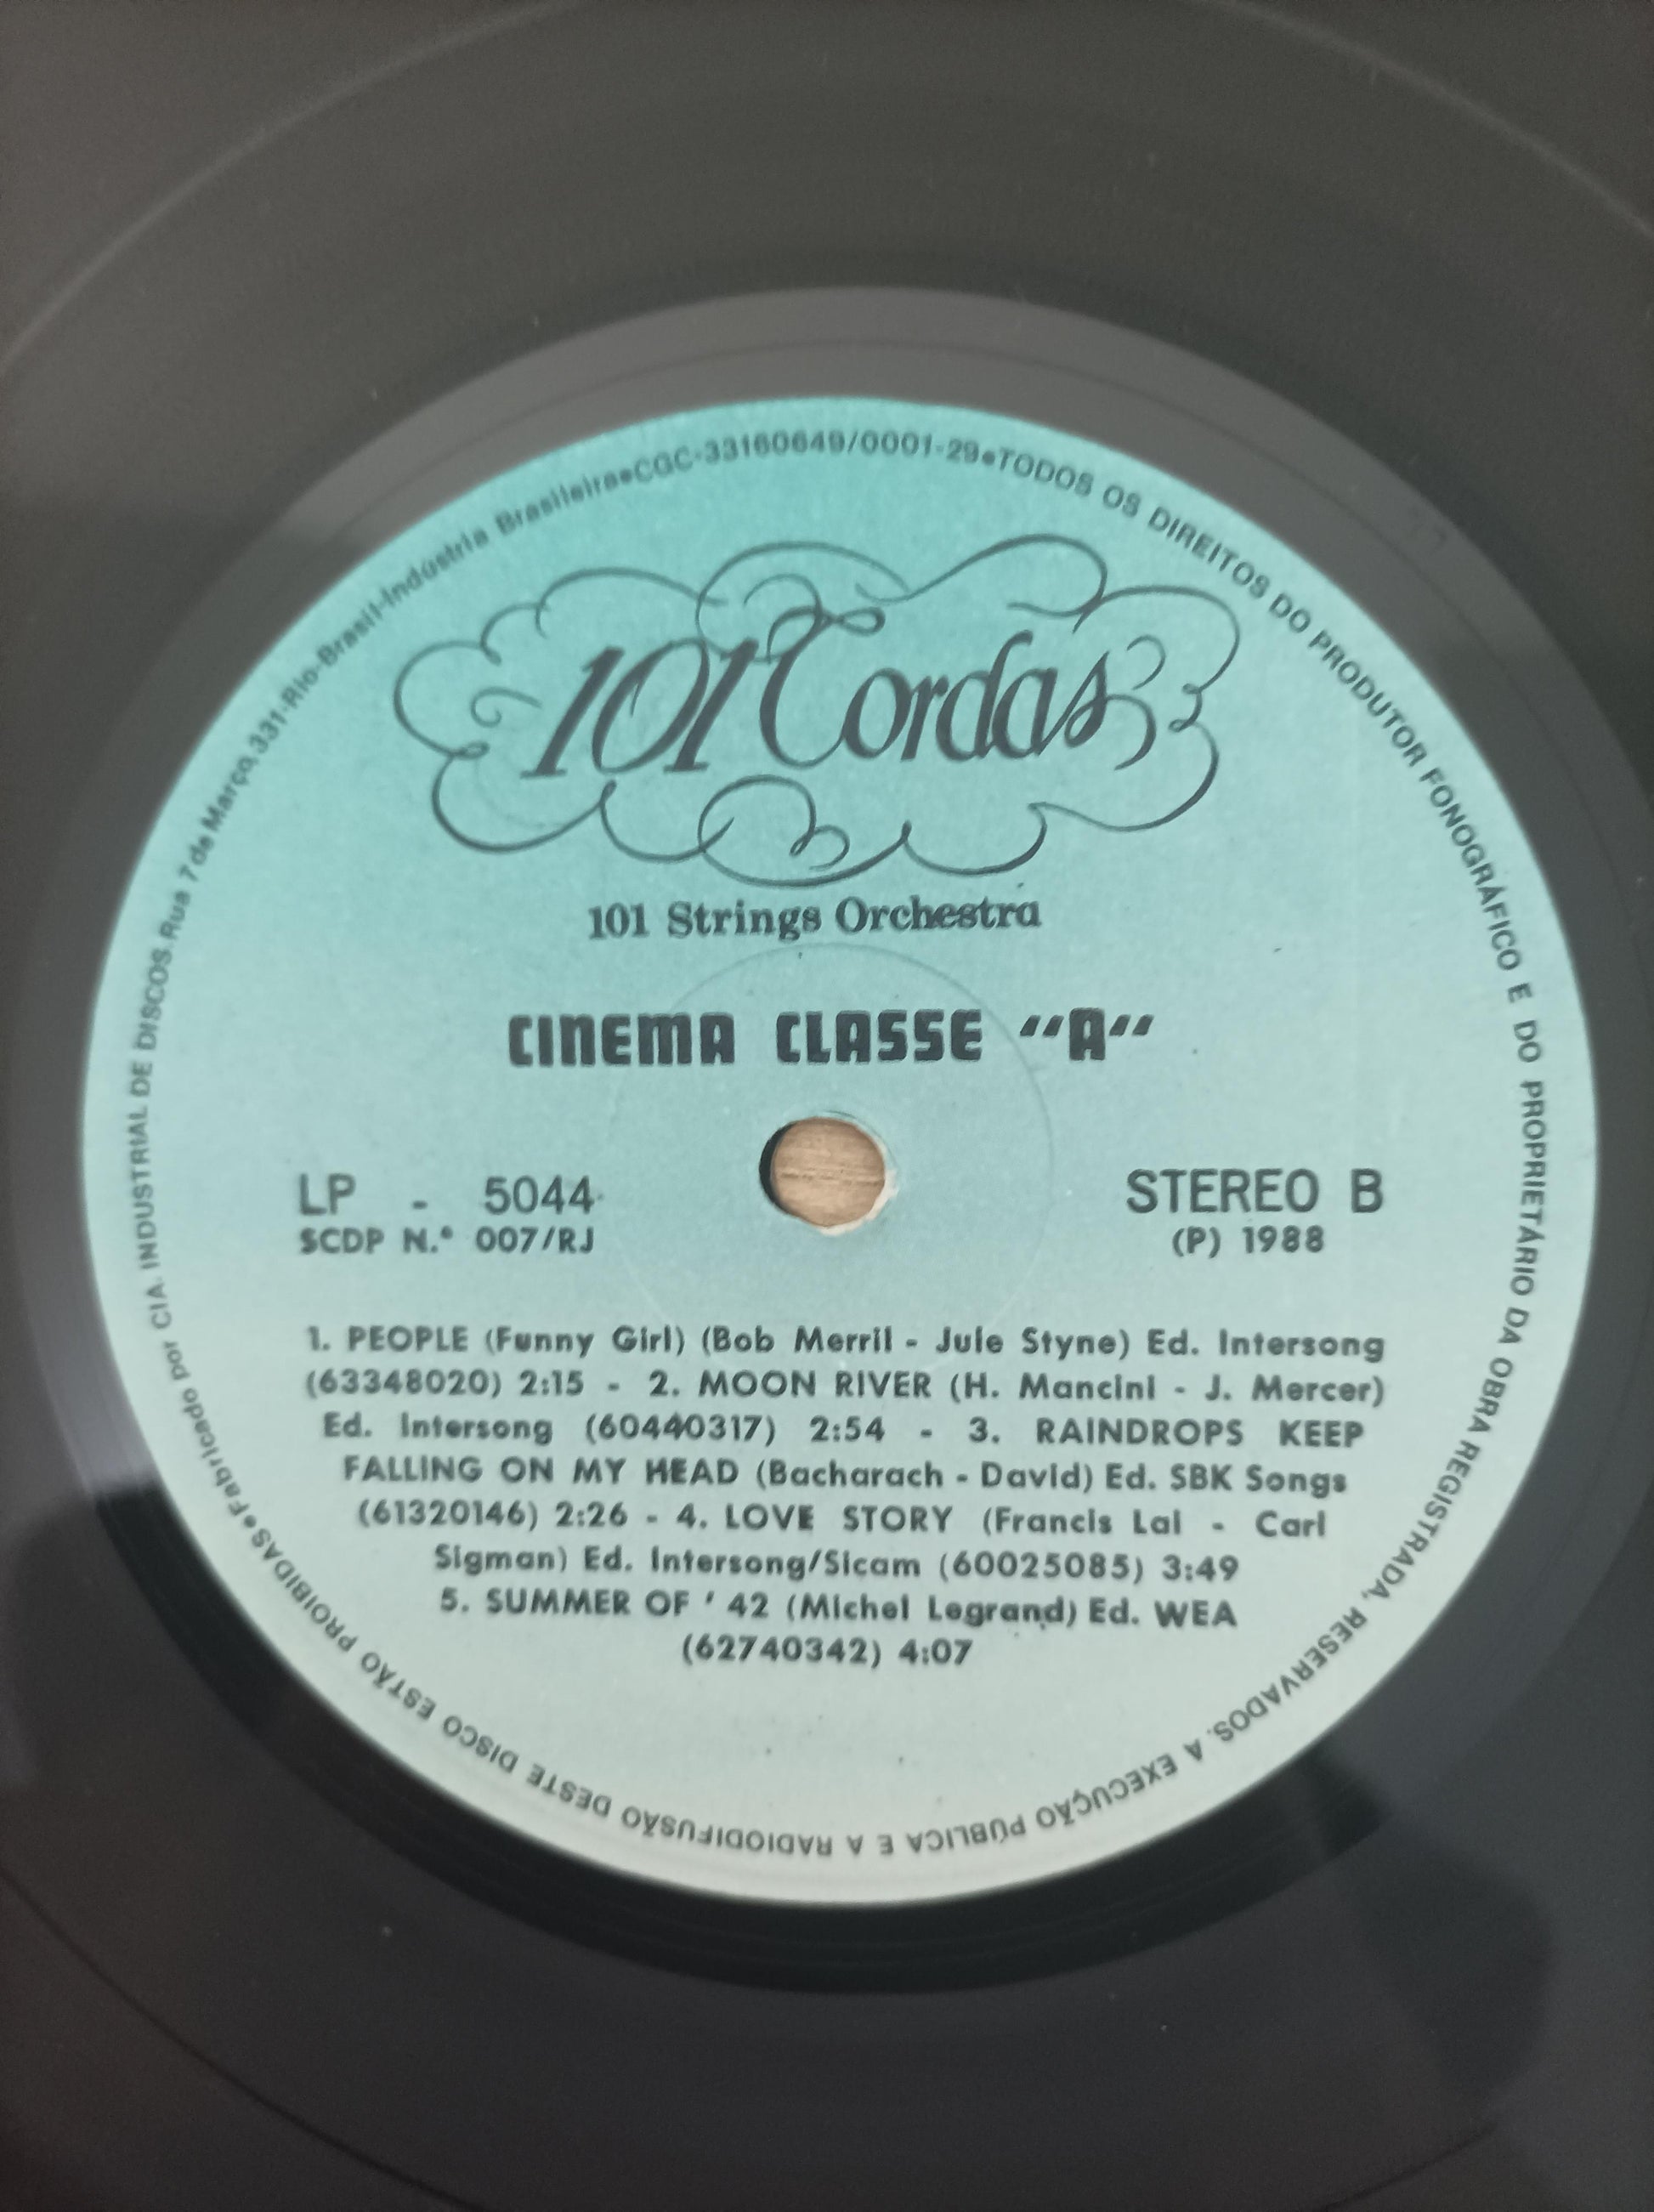 101 Cordas
101 Strings Orchestra
CINEMA CLASSE "A"
LP - 5044
SCDP N.º 007/RJ
STEREO B
(P) 1988
1. PEOPLE (Funny Girl) (Bob Merril - Jule Styne) Ed. Intersong
(63348020) 2:15 - 2. MOON RIVER (H. Mancini - J. Mercer)
Ed. Intersong (60440317) 2:54 - 3. RAINDROPS KEEP
FALLING ON MY HEAD (Bacharach - David) Ed. SBK Songs
(61320146) 2:26 - 4. LOVE STORY (Francis Lai - Carl
Sigman) Ed. Intersong/Sicam (60025085) 3:49
5. SUMMER OF ' 42 (Michel Legrand) Ed. WEA
(62740342) 4:07
Fabricado por CIA. INDUSTRIAL DE DISCOS.Rua 7 de Março,331-Rio-Brasil-Indústria Brasileira•CGC-33160649/0001-29•TODOS OS DIREITOS DO PRODUTOR FONOGRÁFICO E DO PROPRIETÁRIO DA OBRA REGISTRADA, RESERVADOS. A EXECUÇÃO PÚBLICA E A RADIODIFUSÃO DESTE DISCO ESTÃO PROIBIDAS•